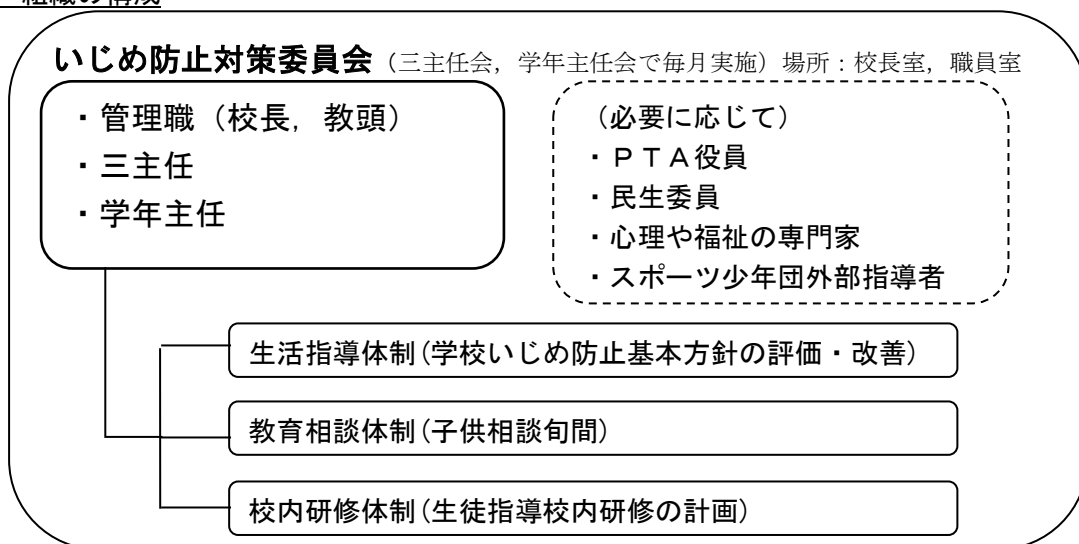 組織の構成
いじめ防止対策委員会（三主任会，学年主任会で毎月実施）場所：校長室，職員室
・管理職（校長，教頭）
・三主任
・学年主任
（必要に応じて）
・ＰＴＡ役員
・民生委員
・心理や福祉の専門家
・スポーツ少年団外部指導者
生活指導体制(学校いじめ防止基本方針の評価・改善)
教育相談体制(子供相談旬間)
校内研修体制(生徒指導校内研修の計画)